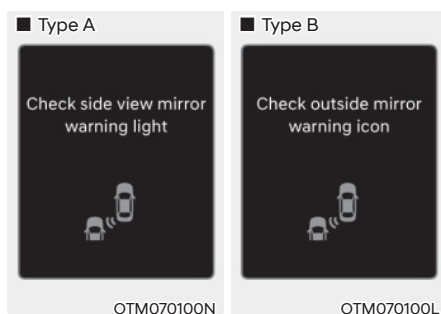 ■ Type A
Check side view mirror
warning light
OTM070100N
■ Type B
Check outside mirror
warning icon
OTM070100L